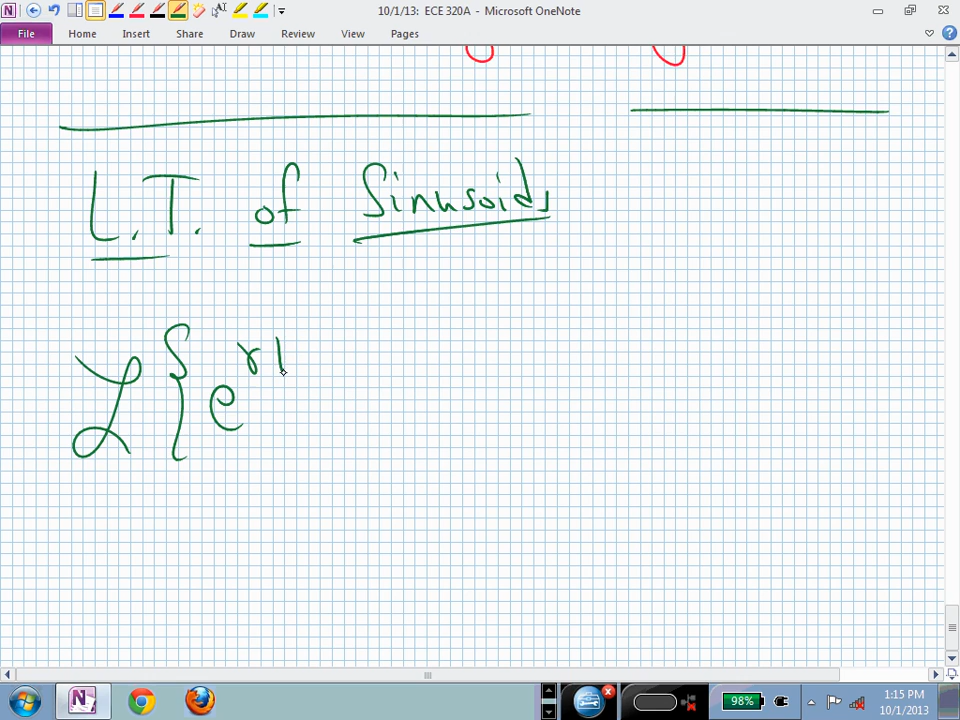 10/1/13: ECE 320A - Microsoft OneNote
File Home Insert Share Draw Review View Pages
L.T. of Sinusoids
ℒ{e^r
98%
1:15 PM
10/1/2013